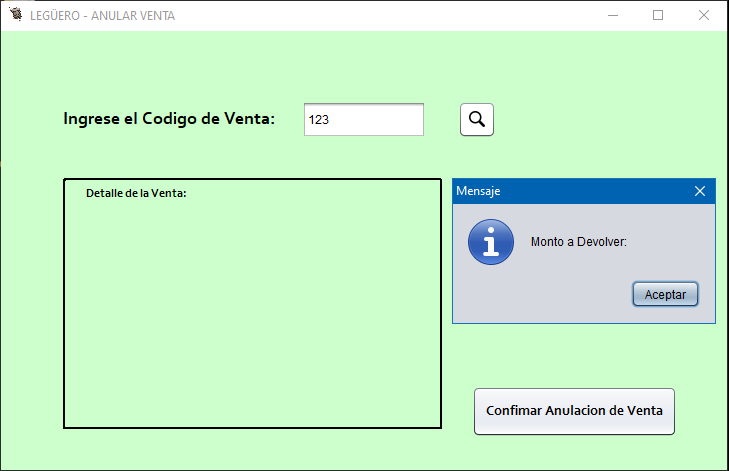 LEGÜERO - ANULAR VENTA
Ingrese el Codigo de Venta:
123
Detalle de la Venta:
Mensaje
Monto a Devolver:
Aceptar
Confimar Anulacion de Venta